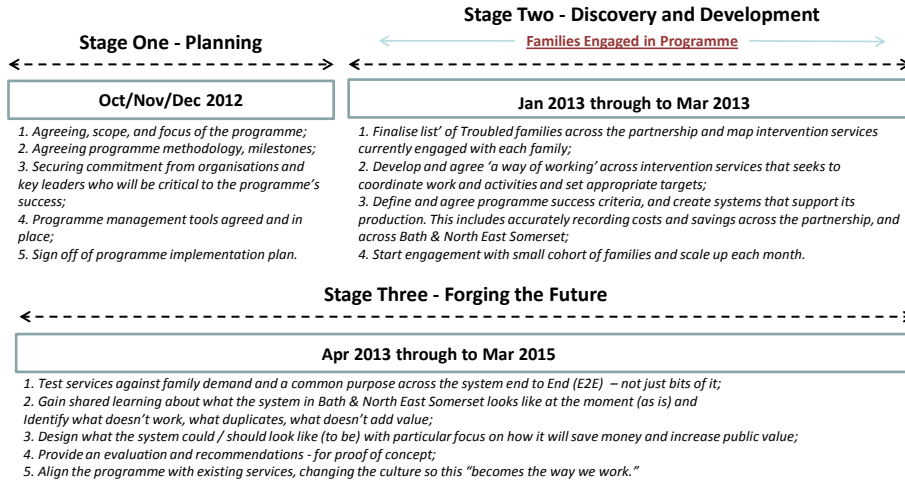 Stage One - Planning
Oct/Nov/Dec 2012
1. Agreeing, scope, and focus of the programme;
2. Agreeing programme methodology, milestones;
3. Securing commitment from organisations and
key leaders who will be critical to the programme's
success;
4. Programme management tools agreed and in
place;
5. Sign off of programme implementation plan.
Stage Two - Discovery and Development
Families Engaged in Programme
Jan 2013 through to Mar 2013
1. Finalise list' of Troubled families across the partnership and map intervention services
currently engaged with each family;
2. Develop and agree 'a way of working' across intervention services that seeks to
coordinate work and activities and set appropriate targets;
3. Define and agree programme success criteria, and create systems that support its
production. This includes accurately recording costs and savings across the partnership, and
across Bath & North East Somerset;
4. Start engagement with small cohort of families and scale up each month.
Stage Three - Forging the Future
Apr 2013 through to Mar 2015
1. Test services against family demand and a common purpose across the system end to End (E2E) – not just bits of it;
2. Gain shared learning about what the system in Bath & North East Somerset looks like at the moment (as is) and
Identify what doesn't work, what duplicates, what doesn't add value;
3. Design what the system could / should look like (to be) with particular focus on how it will save money and increase public value;
4. Provide an evaluation and recommendations - for proof of concept;
5. Align the programme with existing services, changing the culture so this "becomes the way we work."